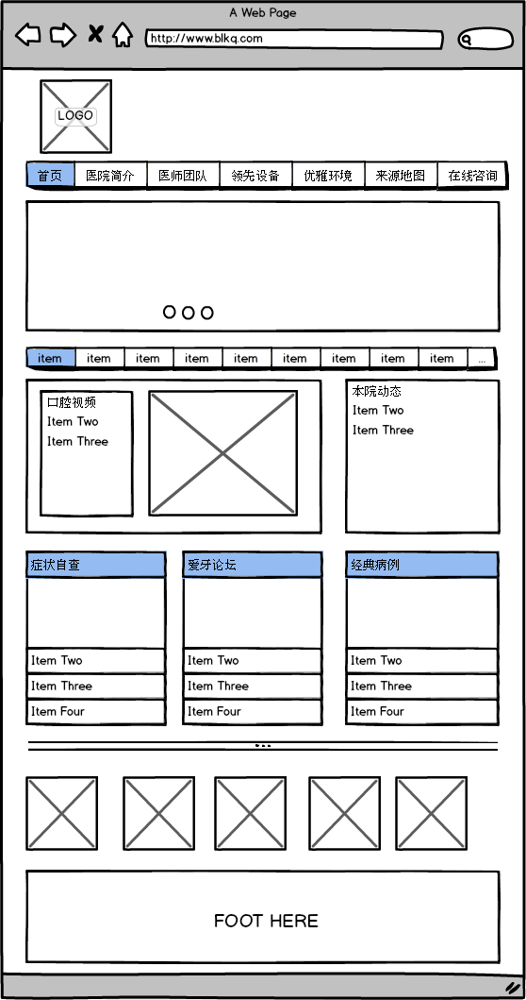 A Web Page
http://www.blkq.com
LOGO
首页 医院简介 医师团队 领先设备 优雅环境 来源地图 在线咨询
item item item item item item item item item ...
口腔视频
Item Two
Item Three
本院动态
Item Two
Item Three
症状自查 爱牙论坛 经典病例
Item Two Item Two Item Two
Item Three Item Three Item Three
Item Four Item Four Item Four
FOOT HERE